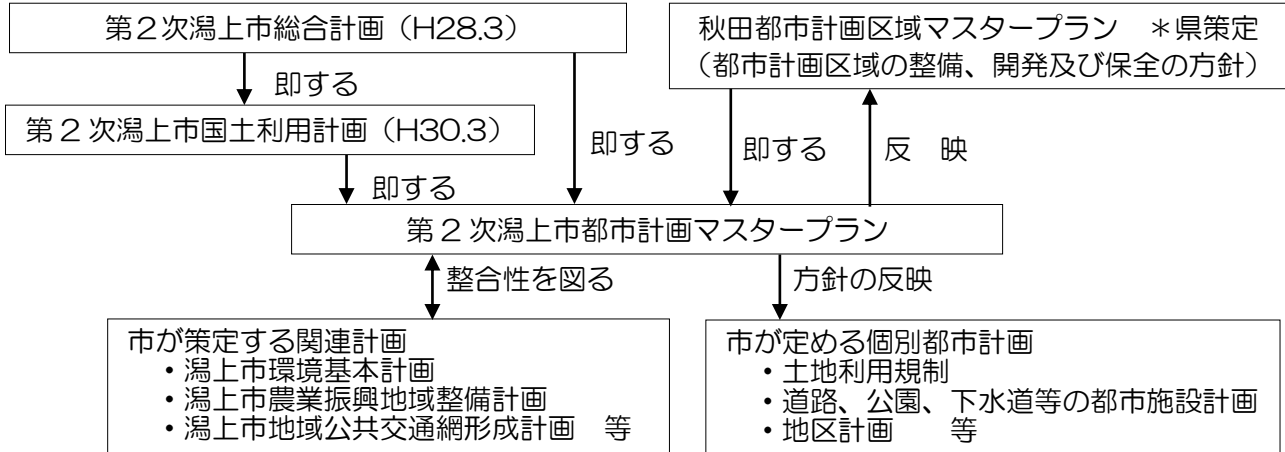 第2次潟上市総合計画（H28.3）
秋田都市計画区域マスタープラン　＊県策定
（都市計画区域の整備、開発及び保全の方針）
即する
第2次潟上市国土利用計画（H30.3）
即する
即する
反　映
即する
第2次潟上市都市計画マスタープラン
整合性を図る
方針の反映
市が策定する関連計画
・潟上市環境基本計画
・潟上市農業振興地域整備計画
・潟上市地域公共交通網形成計画　等
市が定める個別都市計画
・土地利用規制
・道路、公園、下水道等の都市施設計画
・地区計画　　等